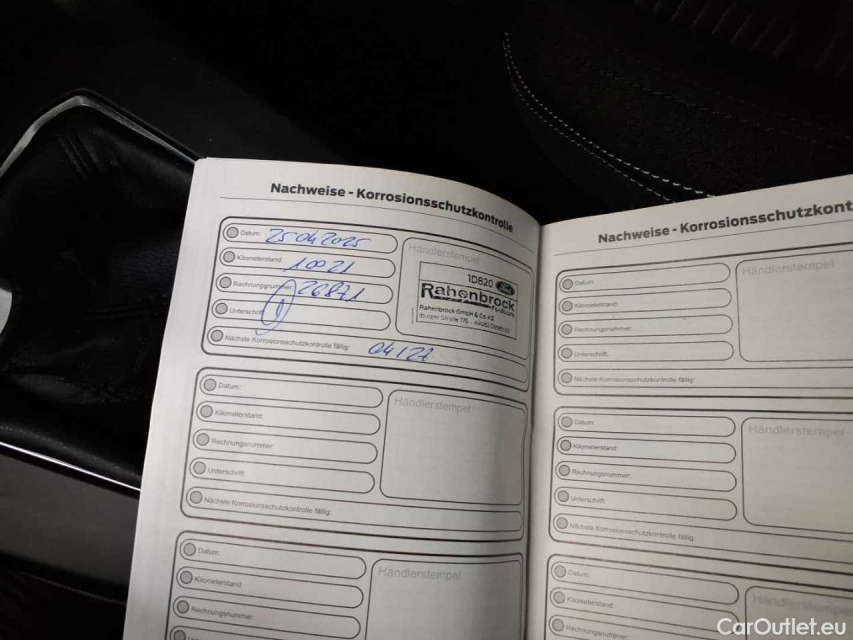 Nachweise - Korrosionsschutzkontrolle
Datum: 25 04 2025
Kilometerstand: 10021
Rechnungsnummer: 26871
Unterschrift:
Nächste Korrosionsschutzkontrolle fällig: 04/27
Händlerstempel
1D820 Ford
Rahenbrock
Rahenbrock GmbH & Co. KG
Datum:
Kilometerstand:
Rechnungsnummer:
Unterschrift:
Nächste Korrosionsschutzkontrolle fällig:
Händlerstempel
Datum:
Kilometerstand:
Rechnungsnummer:
Händlerstempel
Nachweise - Korrosionsschutzkont
Datum:
Kilometerstand:
Rechnungsnummer:
Unterschrift:
Nächste Korrosionsschutzkontrolle fällig:
Händlerstempel
Datum:
Kilometerstand:
Rechnungsnummer:
Unterschrift:
Nächste Korrosionsschutzkontrolle fällig:
Händlerstempel
Datum:
Kilometerstand:
Rechnungsnummer:
Händlerstempel
CarOutlet.eu